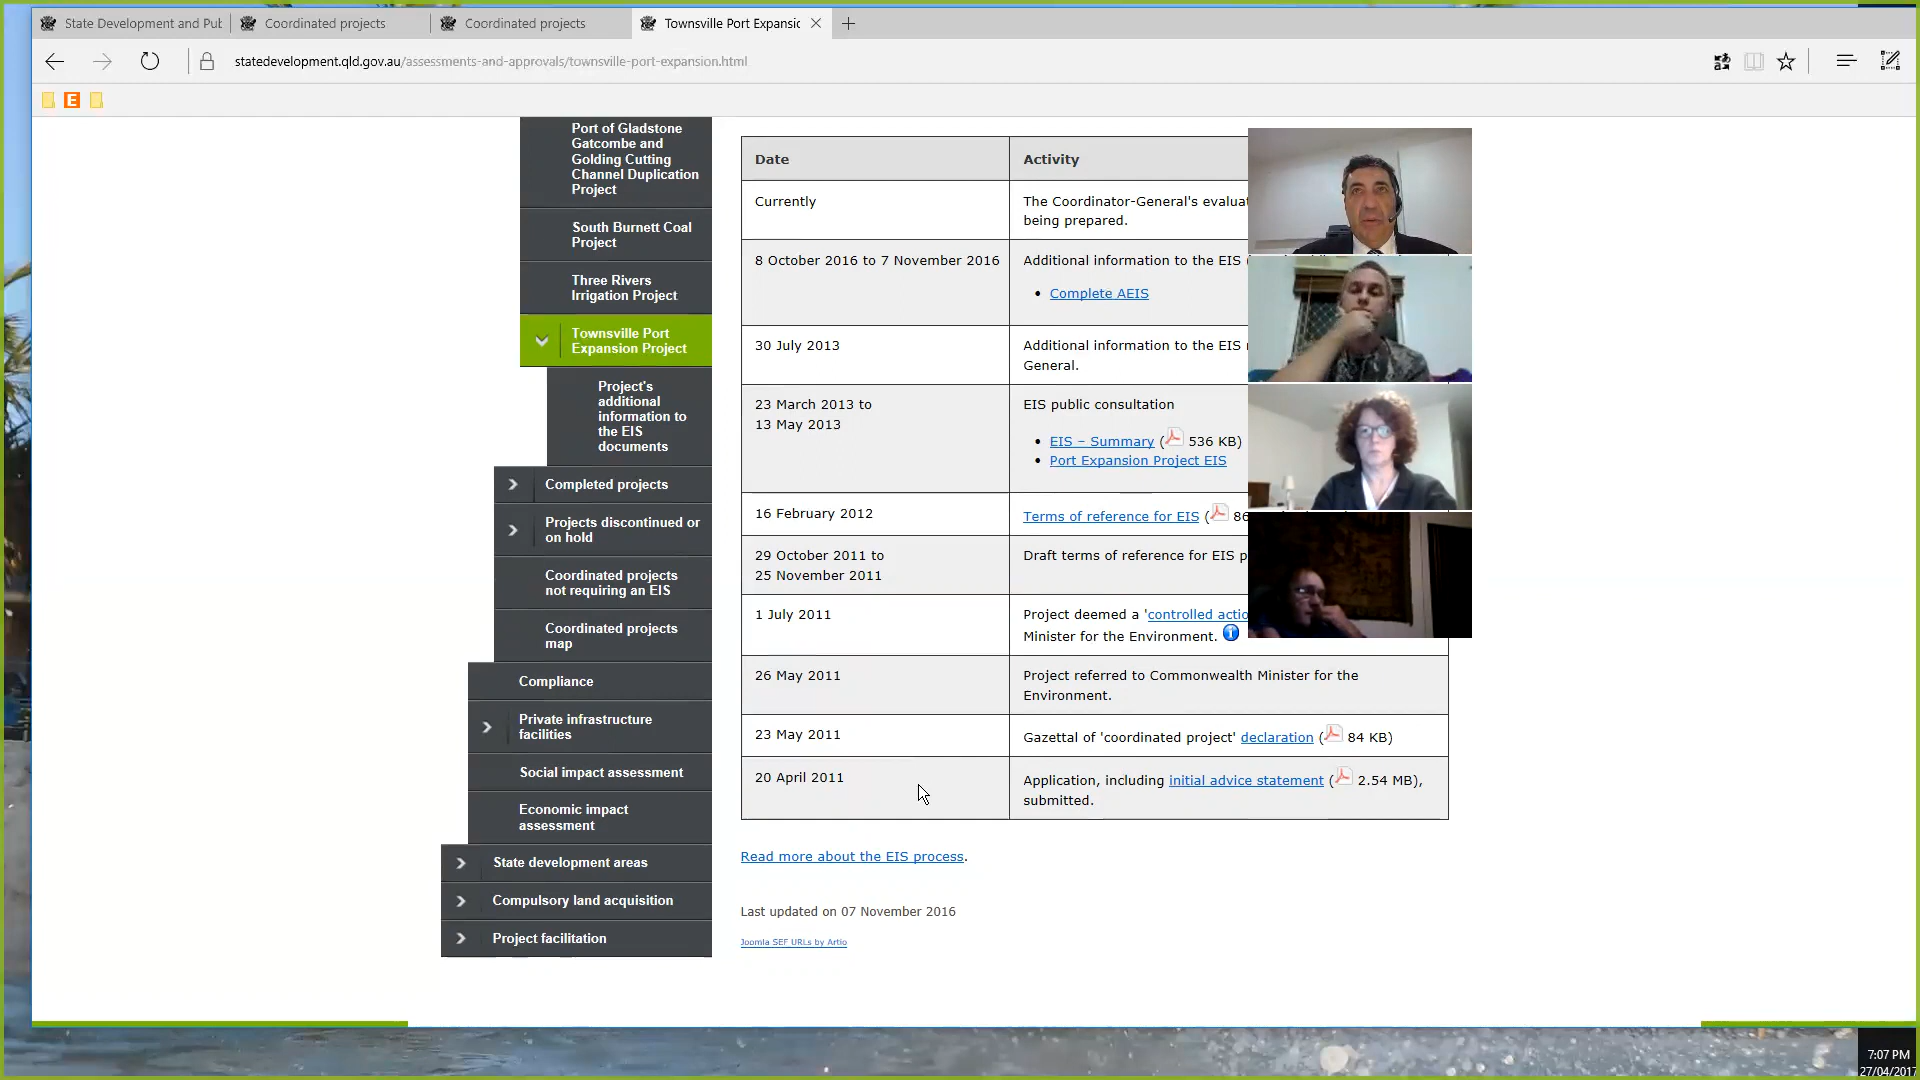 State Development and Pub
Coordinated projects
Coordinated projects
Townsville Port Expansic
statedevelopment.qld.gov.au/assessments-and-approvals/townsville-port-expansion.html
E
Port of Gladstone
Gatcombe and
Golding Cutting
Channel Duplication
Project
South Burnett Coal
Project
Three Rivers
Irrigation Project
Townsville Port
Expansion Project
Project's
additional
information to
the EIS
documents
Completed projects
Projects discontinued or
on hold
Coordinated projects
not requiring an EIS
Coordinated projects
map
Compliance
Private infrastructure
facilities
Social impact assessment
Economic impact
assessment
State development areas
Compulsory land acquisition
Project facilitation
Date Activity
Currently The Coordinator-General's evalua
being prepared.
8 October 2016 to 7 November 2016 Additional information to the EIS
Complete AEIS
30 July 2013 Additional information to the EIS
General.
23 March 2013 to EIS public consultation
13 May 2013
• EIS – Summary ( 536 KB)
• Port Expansion Project EIS
16 February 2012 Terms of reference for EIS ( 86
29 October 2011 to Draft terms of reference for EIS p
25 November 2011
1 July 2011 Project deemed a 'controlled actio
Minister for the Environment.
26 May 2011 Project referred to Commonwealth Minister for the
Environment.
23 May 2011 Gazettal of 'coordinated project' declaration ( 84 KB)
20 April 2011 Application, including initial advice statement ( 2.54 MB),
submitted.
Read more about the EIS process.
Last updated on 07 November 2016
Joomla SEF URLs by Artio
7:07 PM
27/04/2017